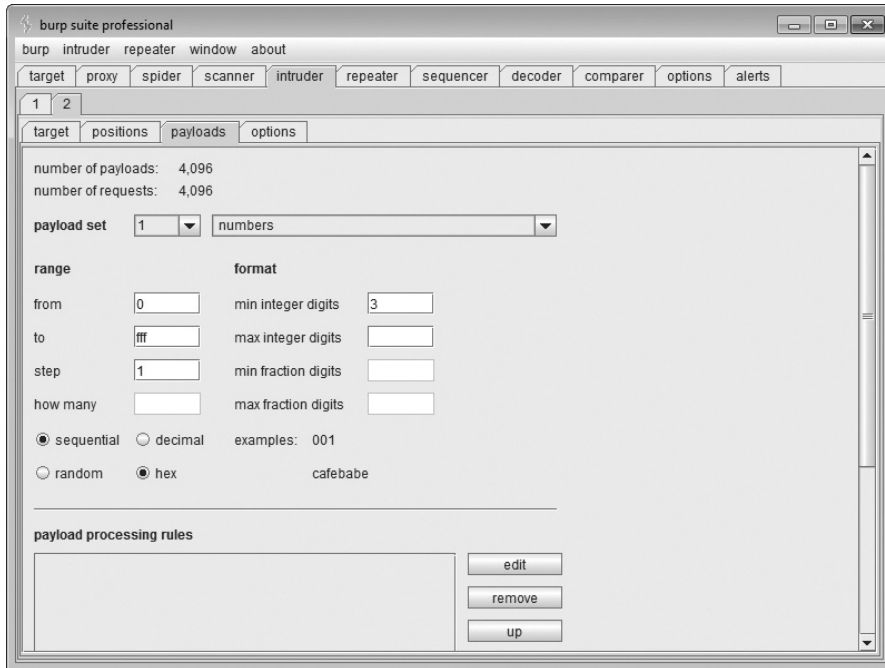 burp suite professional
burp intruder repeater window about
target proxy spider scanner intruder repeater sequencer decoder comparer options alerts
1 2
target positions payloads options
number of payloads: 4,096
number of requests: 4,096
payload set 1 numbers
range format
from 0 min integer digits 3
to fff max integer digits
step 1 min fraction digits
how many max fraction digits
sequential decimal examples: 001
random hex cafebabe
payload processing rules
edit
remove
up